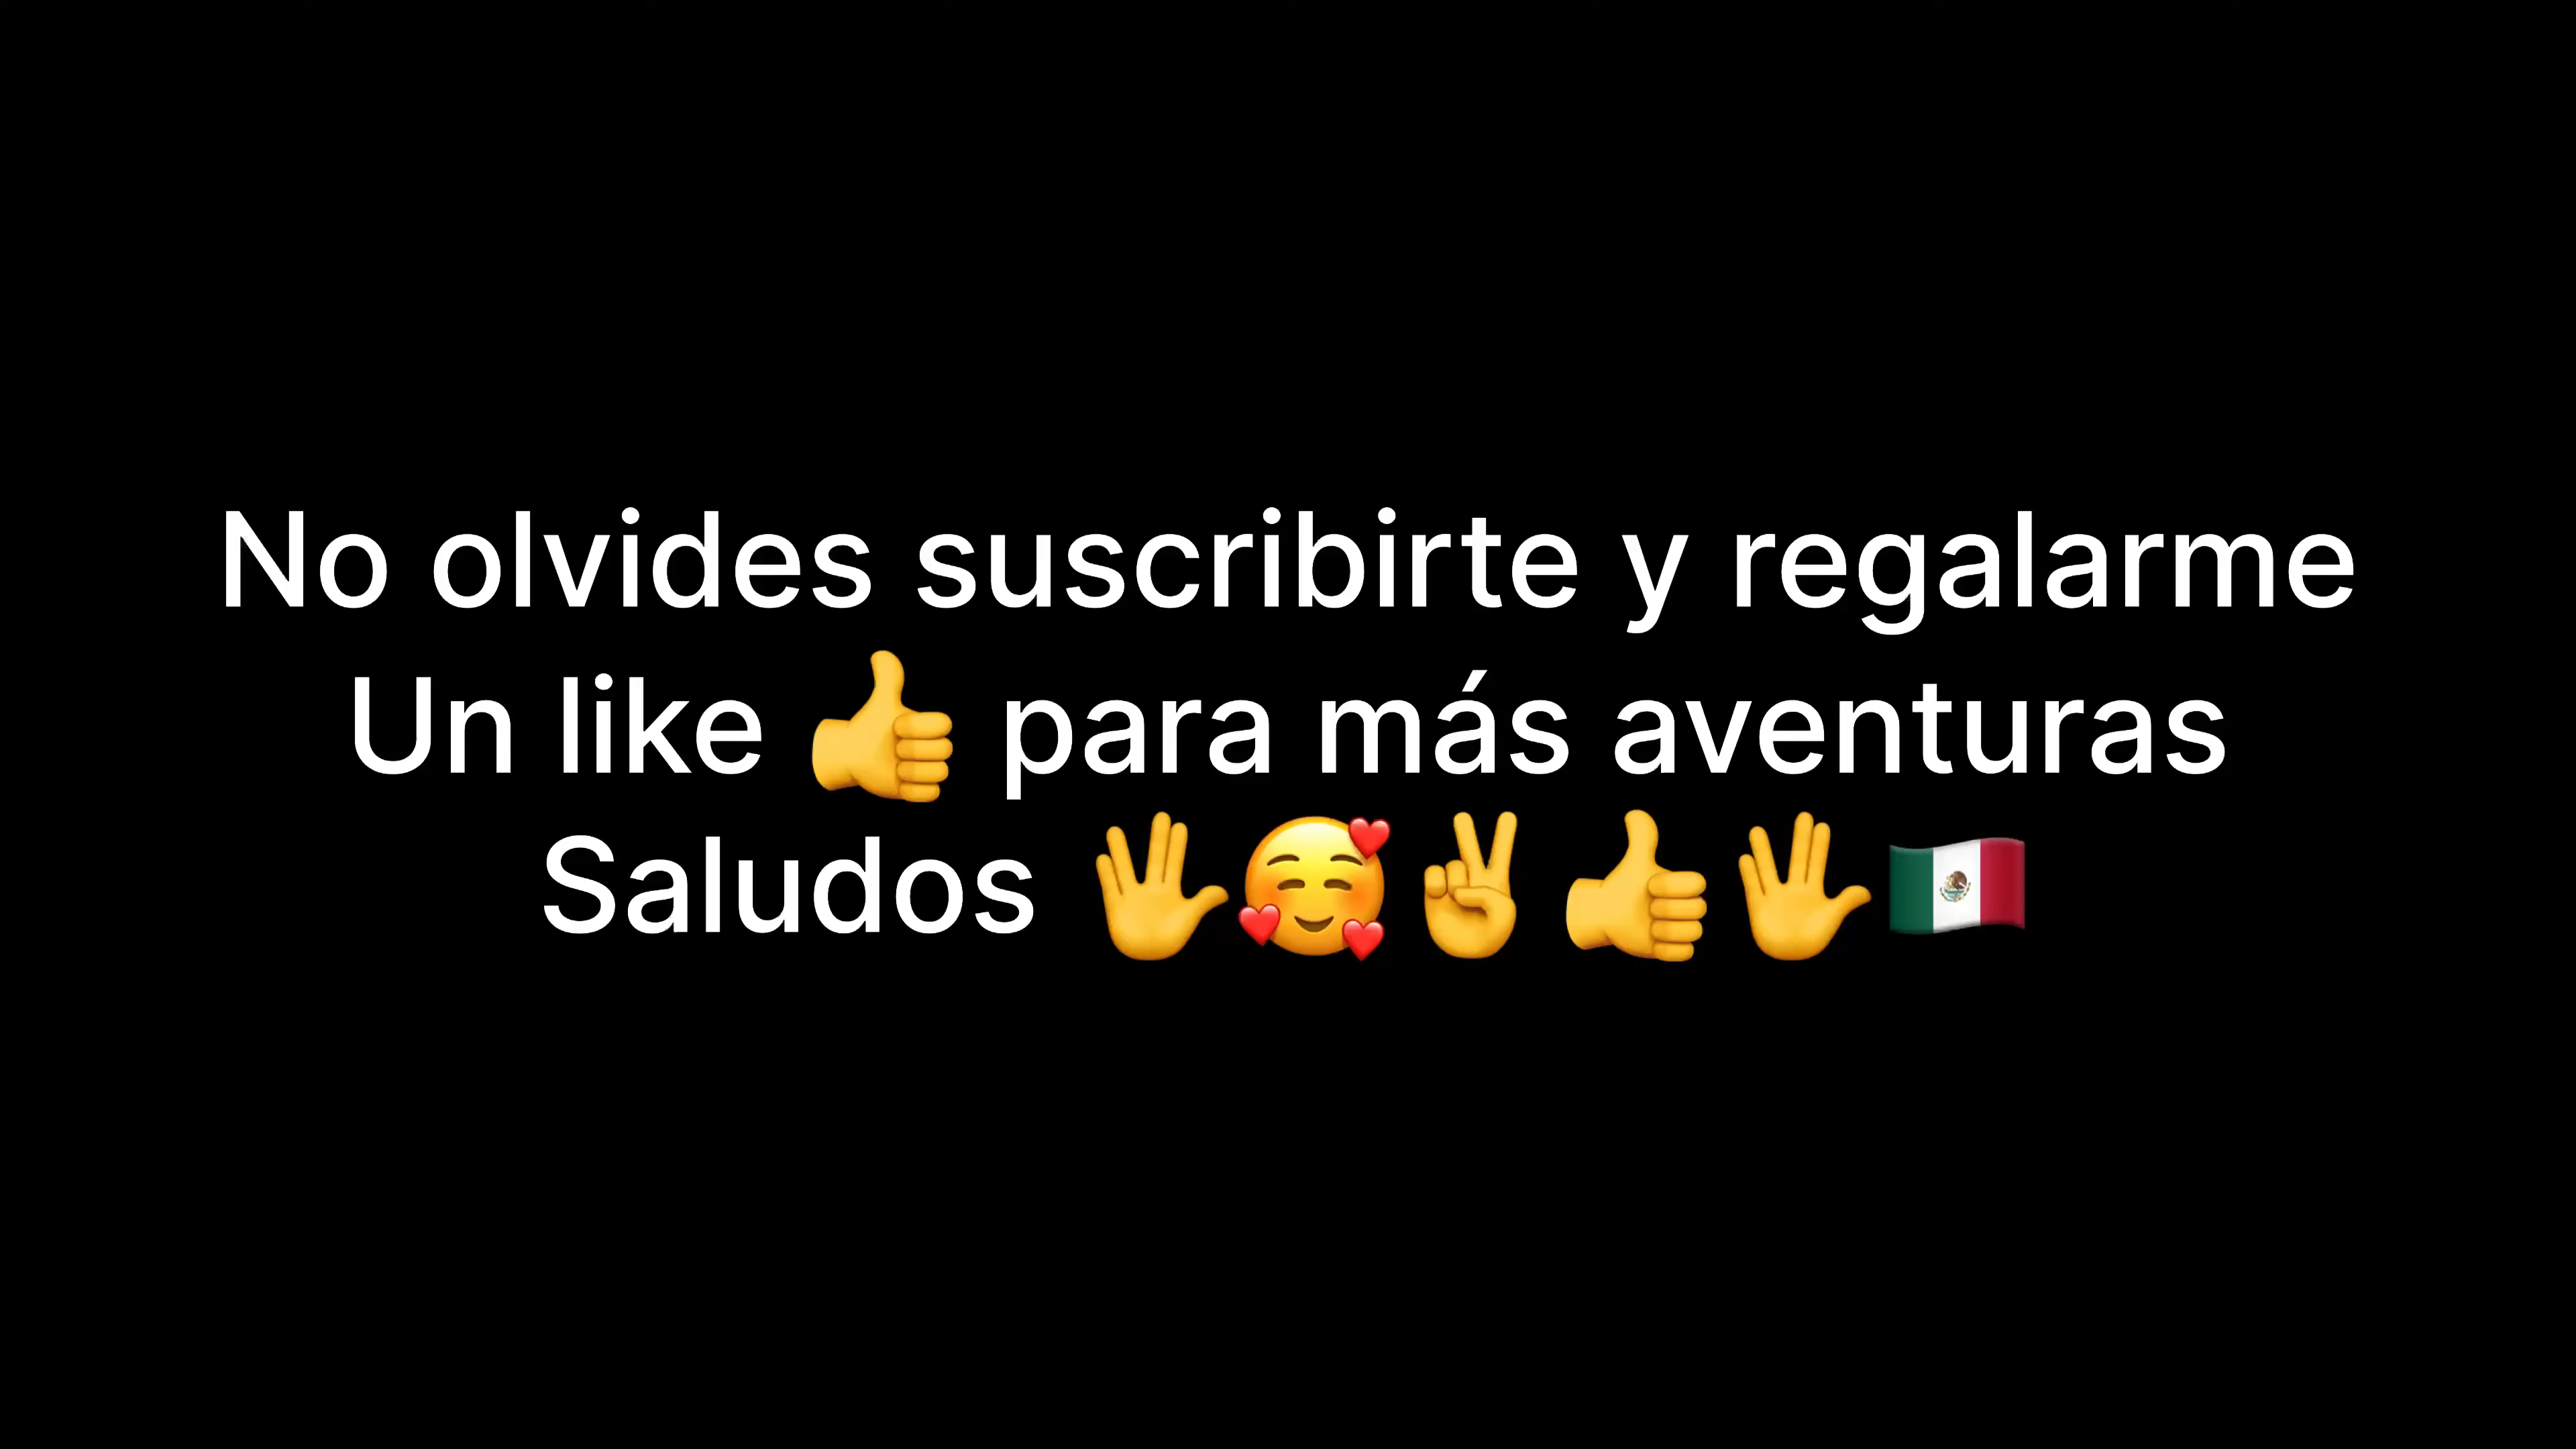 No olvides suscribirte y regalarme
Un like 👍 para más aventuras
Saludos 🖖🥰✌️👍🖖🇲🇽